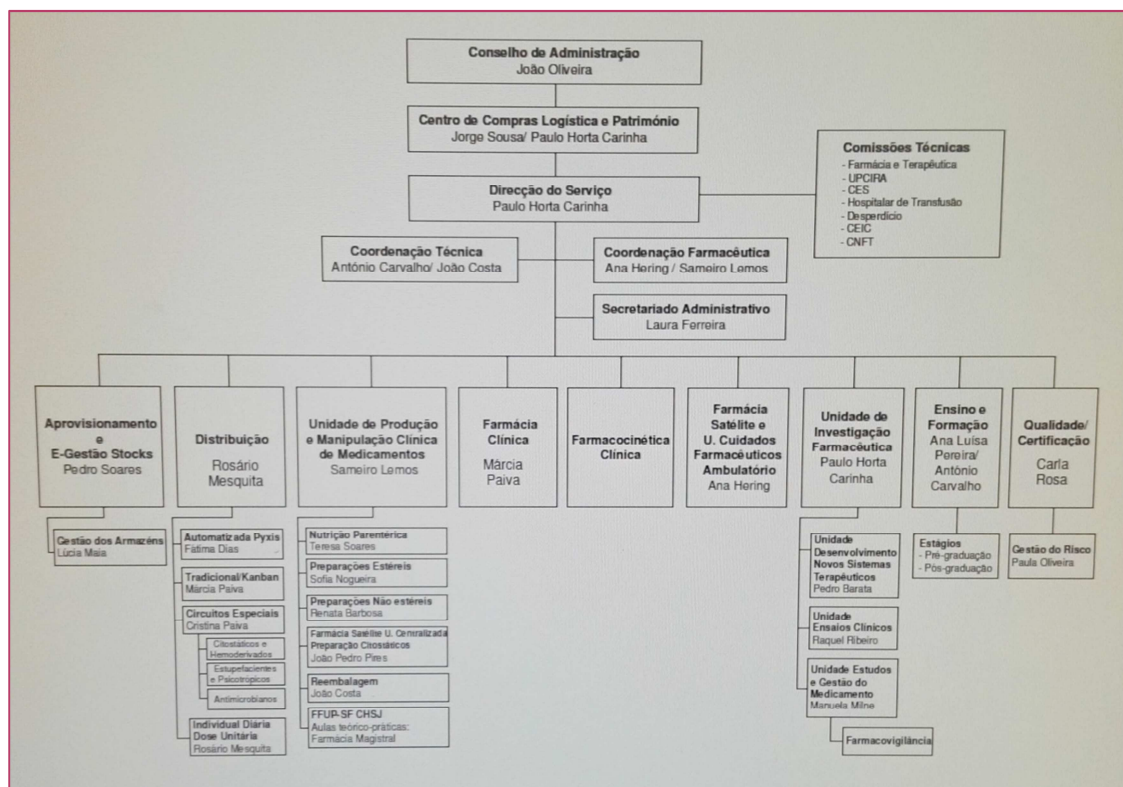 Conselho de Administração
João Oliveira
Centro de Compras Logística e Património
Jorge Sousa/ Paulo Horta Carinha
Direcção do Serviço
Paulo Horta Carinha
Comissões Técnicas
- Farmácia e Terapêutica
- UPCIRA
- CES
- Hospitalar de Transfusão
- Desperdício
- CEIC
- CNFT
Coordenação Técnica
António Carvalho/ João Costa
Coordenação Farmacêutica
Ana Hering / Sameiro Lemos
Secretariado Administrativo
Laura Ferreira
Aprovisionamento
e
E-Gestão Stocks
Pedro Soares
Distribuição
Rosário
Mesquita
Unidade de Produção
e Manipulação Clínica
de Medicamentos
Sameiro Lemos
Farmácia
Clínica
Márcia
Paiva
Farmacocinética
Clínica
Farmácia
Satélite e
U. Cuidados
Farmacêuticos
Ambulatório
Ana Hering
Unidade de
Investigação
Farmacêutica
Paulo Horta
Carinha
Ensino e
Formação
Ana Luísa
Pereira/
António
Carvalho
Qualidade/
Certificação
Carla
Rosa
Gestão dos Armazéns
Lúcia Maia
Automatizada Pyxis
Fátima Dias
Tradicional/Kanban
Márcia Paiva
Circuitos Especiais
Cristina Paiva
Citostáticos e
Hemoderivados
Estupefacientes
e Psicotrópicos
Antimicrobianos
Individual Diária
Dose Unitária
Rosário Mesquita
Nutrição Parentérica
Teresa Soares
Preparações Estéreis
Sofia Nogueira
Preparações Não estéreis
Renata Barbosa
Farmácia Satélite U. Centralizada
Preparação Citostáticos
João Pedro Pires
Reembalagem
João Costa
FFUP-SF CHSJ
Aulas teórico-práticas:
Farmácia Magistral
Unidade
Desenvolvimento
Novos Sistemas
Terapêuticos
Pedro Barata
Unidade
Ensaios Clínicos
Raquel Ribeiro
Unidade Estudos
e Gestão do
Medicamento
Manuela Milne
Farmacovigilância
Estágios
- Pré-graduação
- Pós-graduação
Gestão do Risco
Paula Oliveira